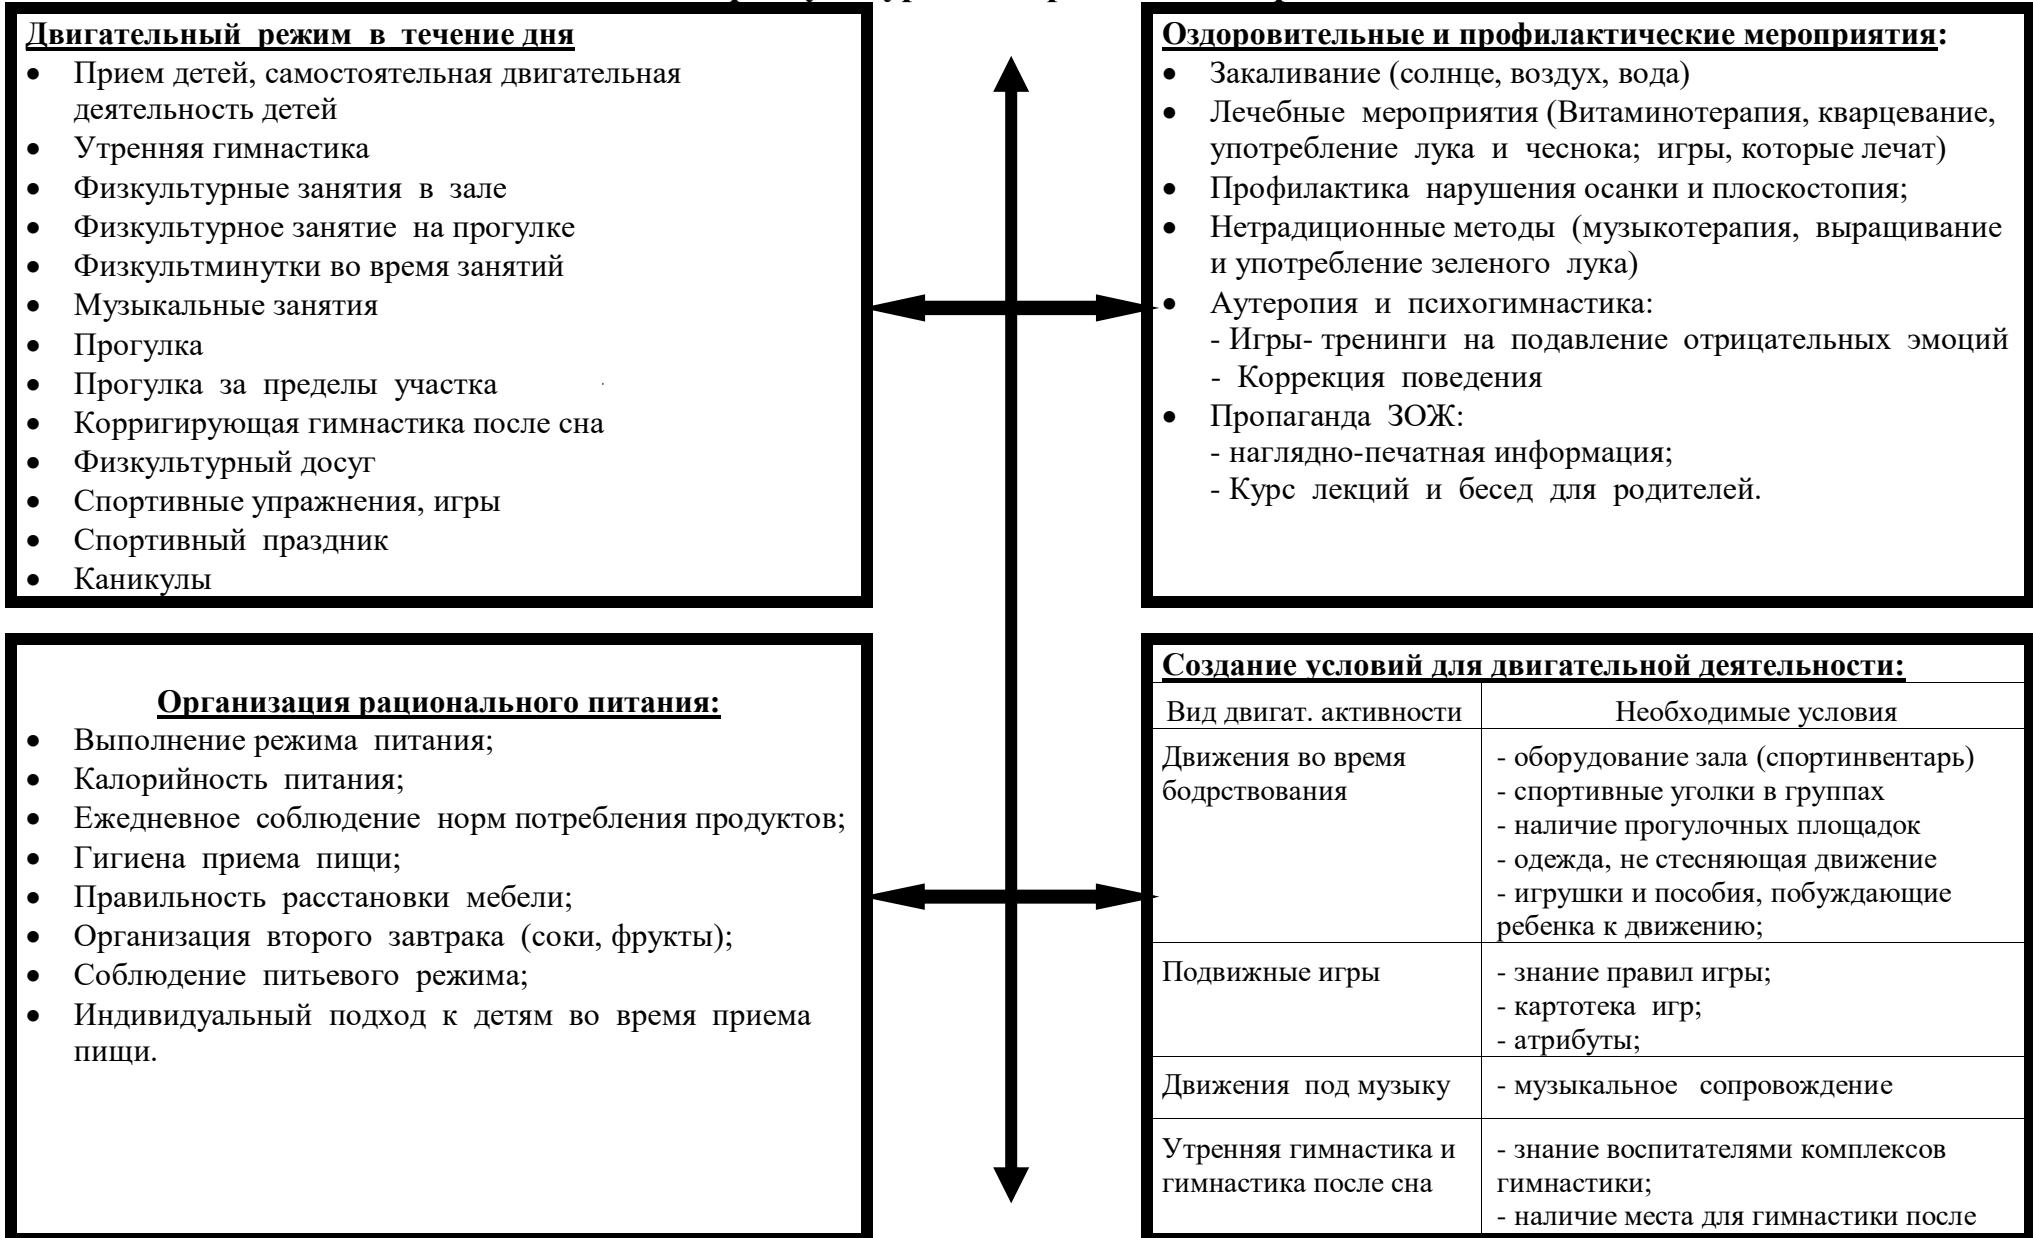 Двигательный режим в течение дня
• Прием детей, самостоятельная двигательная
деятельность детей
• Утренняя гимнастика
• Физкультурные занятия в зале
• Физкультурное занятие на прогулке
• Физкультминутки во время занятий
• Музыкальные занятия
• Прогулка
• Прогулка за пределы участка
• Корригирующая гимнастика после сна
• Физкультурный досуг
• Спортивные упражнения, игры
• Спортивный праздник
• Каникулы
Оздоровительные и профилактические мероприятия:
• Закаливание (солнце, воздух, вода)
• Лечебные мероприятия (Витаминотерапия, кварцевание,
употребление лука и чеснока; игры, которые лечат)
• Профилактика нарушения осанки и плоскостопия;
• Нетрадиционные методы (музыкотерапия, выращивание
и употребление зеленого лука)
• Аутеропия и психогимнастика:
- Игры- тренинги на подавление отрицательных эмоций
- Коррекция поведения
• Пропаганда ЗОЖ:
- наглядно-печатная информация;
- Курс лекций и бесед для родителей.
Организация рационального питания:
• Выполнение режима питания;
• Калорийность питания;
• Ежедневное соблюдение норм потребления продуктов;
• Гигиена приема пищи;
• Правильность расстановки мебели;
• Организация второго завтрака (соки, фрукты);
• Соблюдение питьевого режима;
• Индивидуальный подход к детям во время приема
пищи.
Создание условий для двигательной деятельности:
Вид двигат. активности
Необходимые условия
Движения во время
бодрствования
- оборудование зала (спортинвентарь)
- спортивные уголки в группах
- наличие прогулочных площадок
- одежда, не стесняющая движение
- игрушки и пособия, побуждающие
ребенка к движению;
Подвижные игры
- знание правил игры;
- картотека игр;
- атрибуты;
Движения под музыку
- музыкальное сопровождение
Утренняя гимнастика и
гимнастика после сна
- знание воспитателями комплексов
гимнастики;
- наличие места для гимнастики после